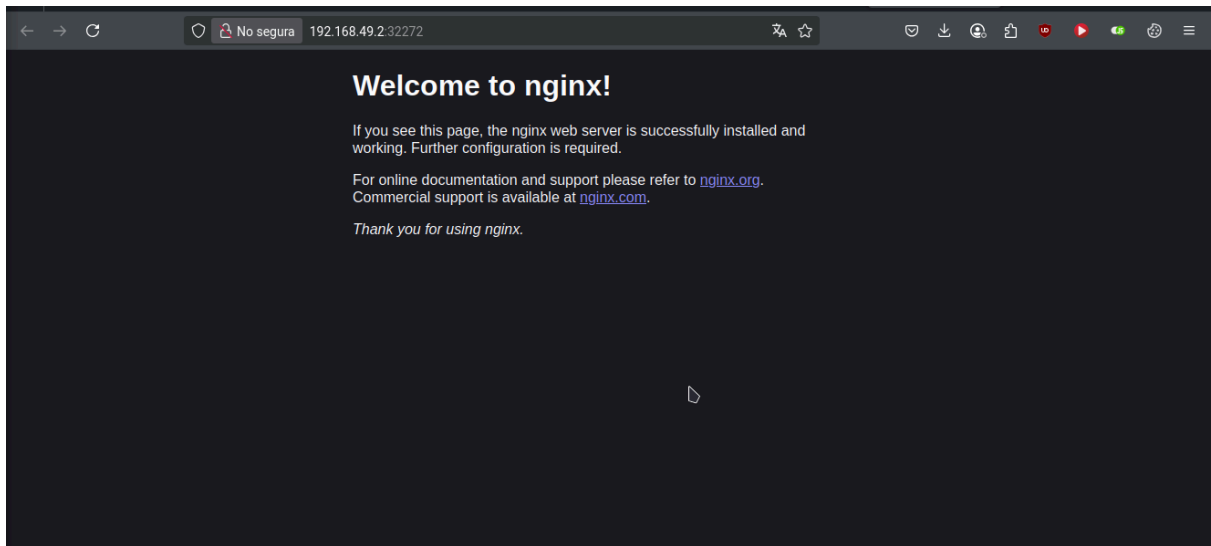 No segura 192.168.49.2:32272
Welcome to nginx!
If you see this page, the nginx web server is successfully installed and
working. Further configuration is required.
For online documentation and support please refer to nginx.org.
Commercial support is available at nginx.com.
Thank you for using nginx.